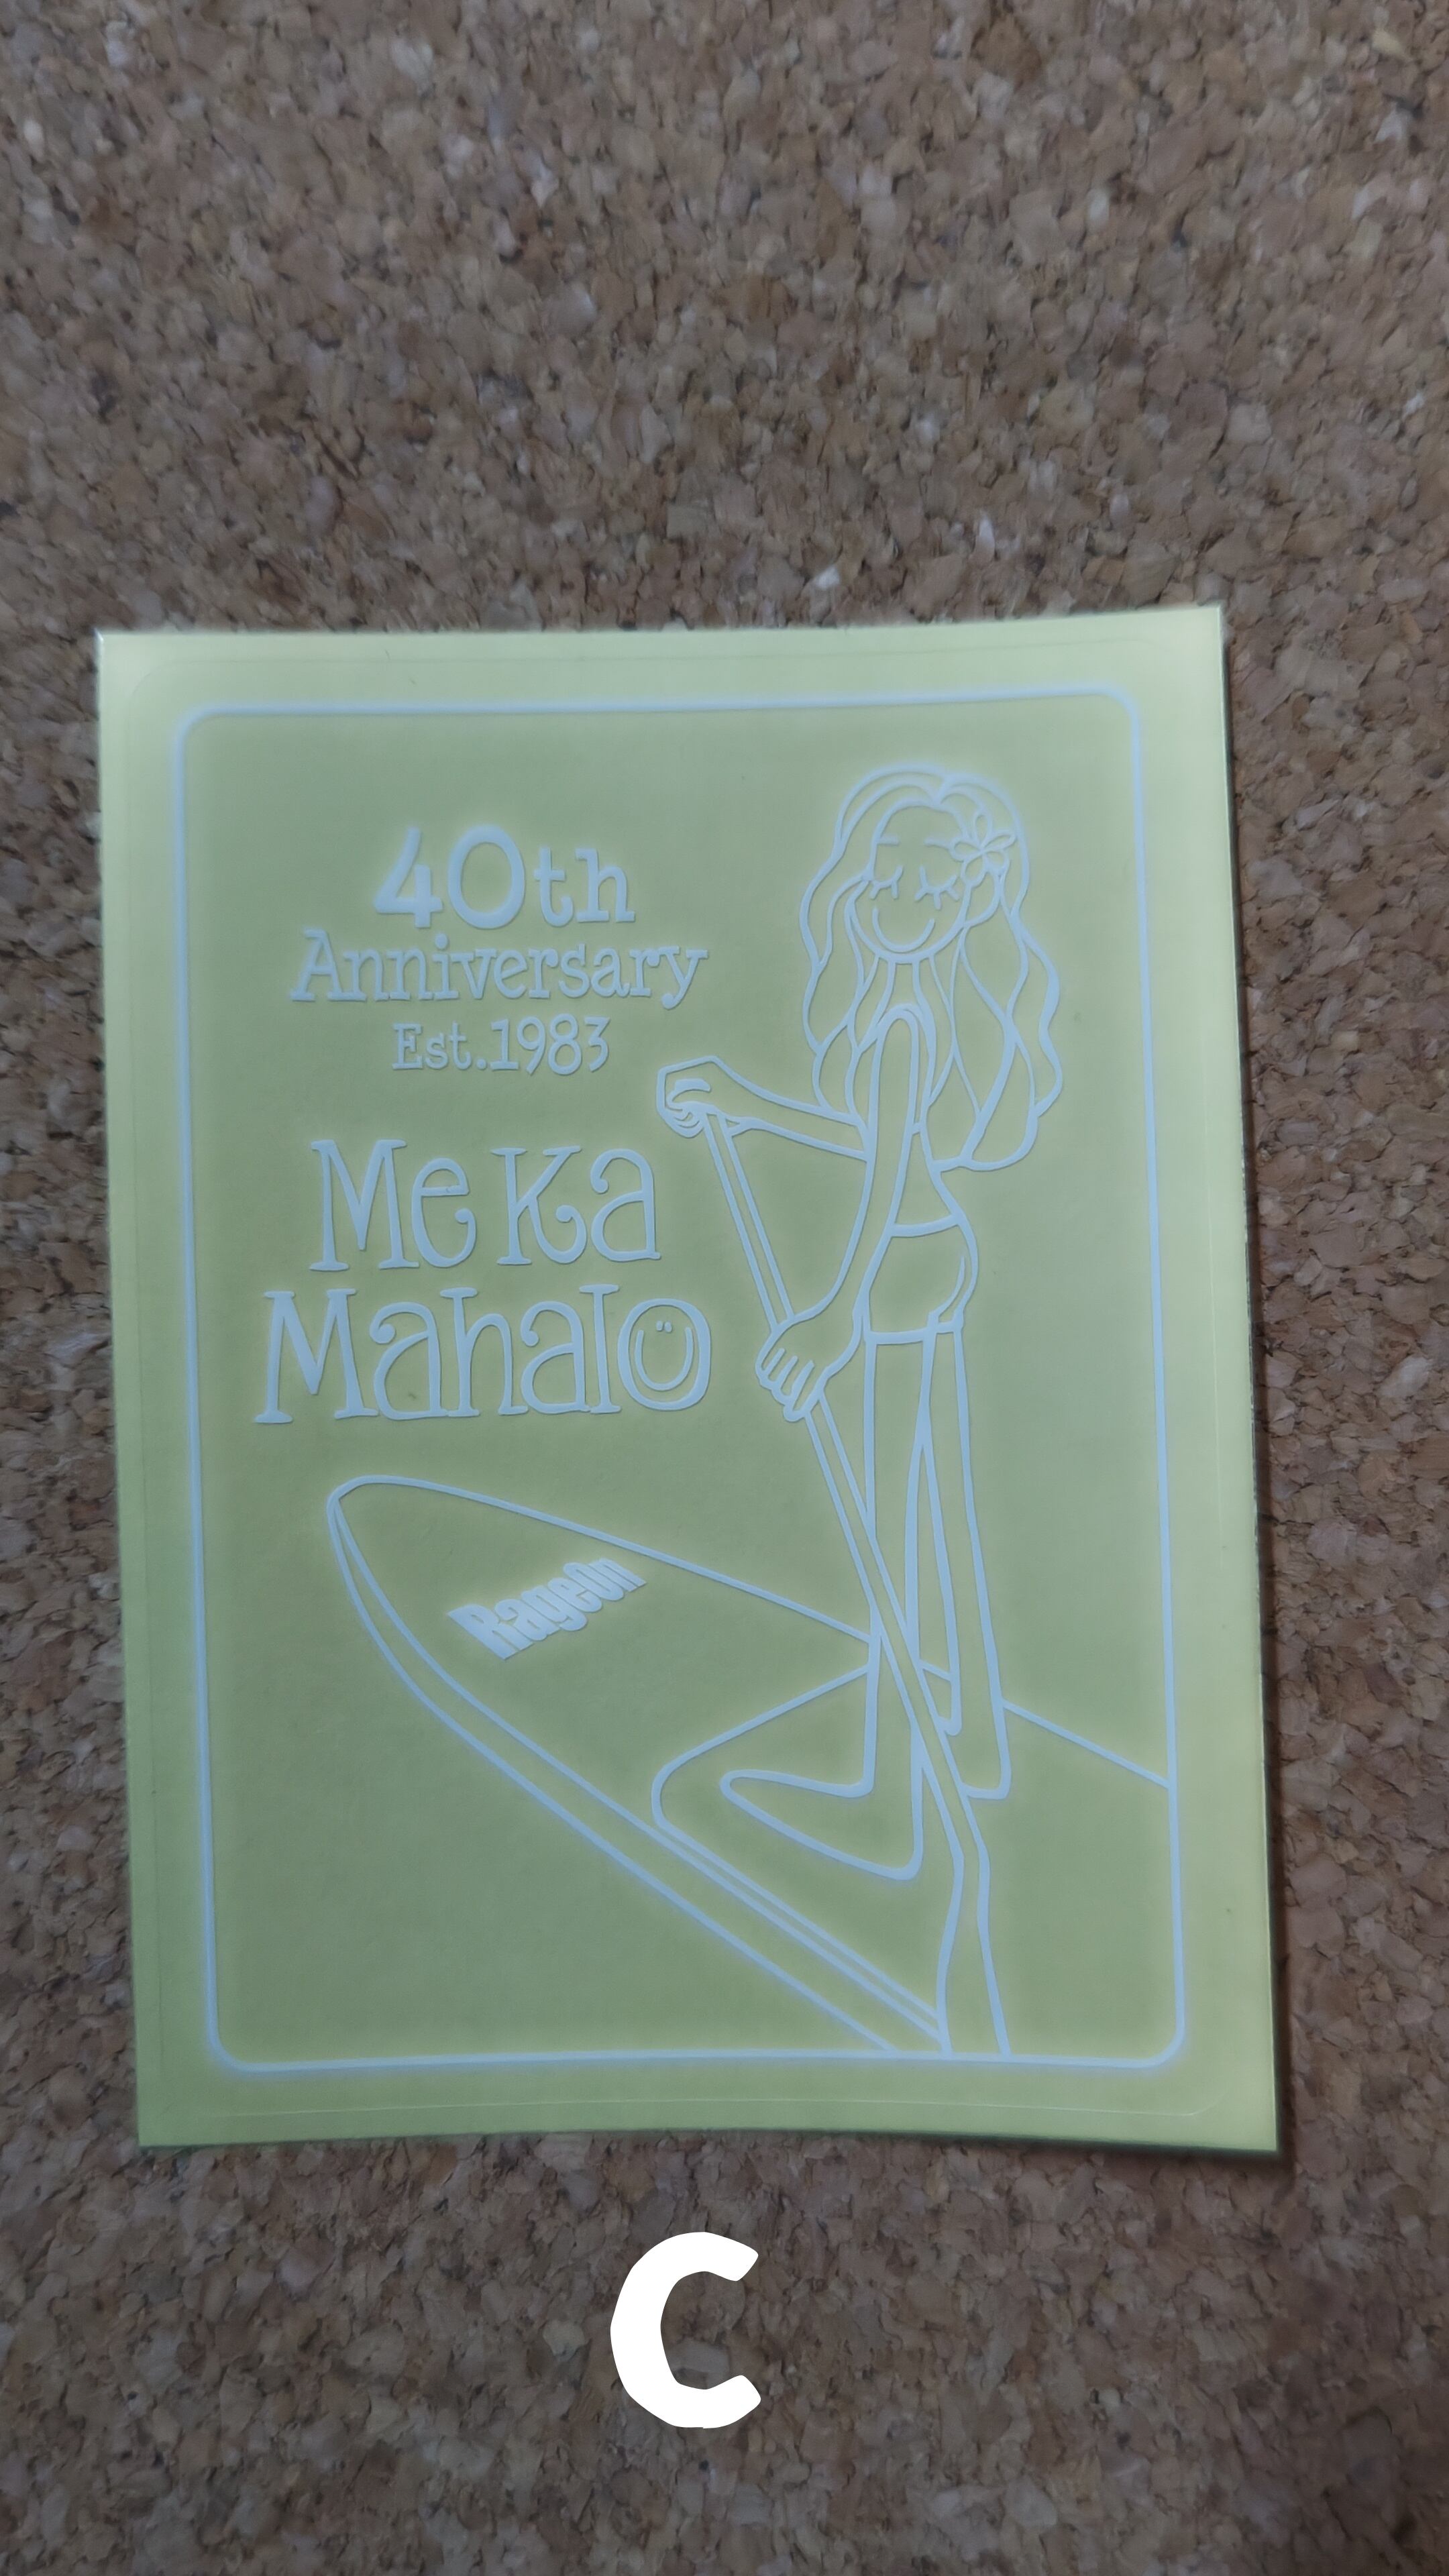 40th
Anniversary
Est.1983
Me Ka
Mahalo
RageOn
C